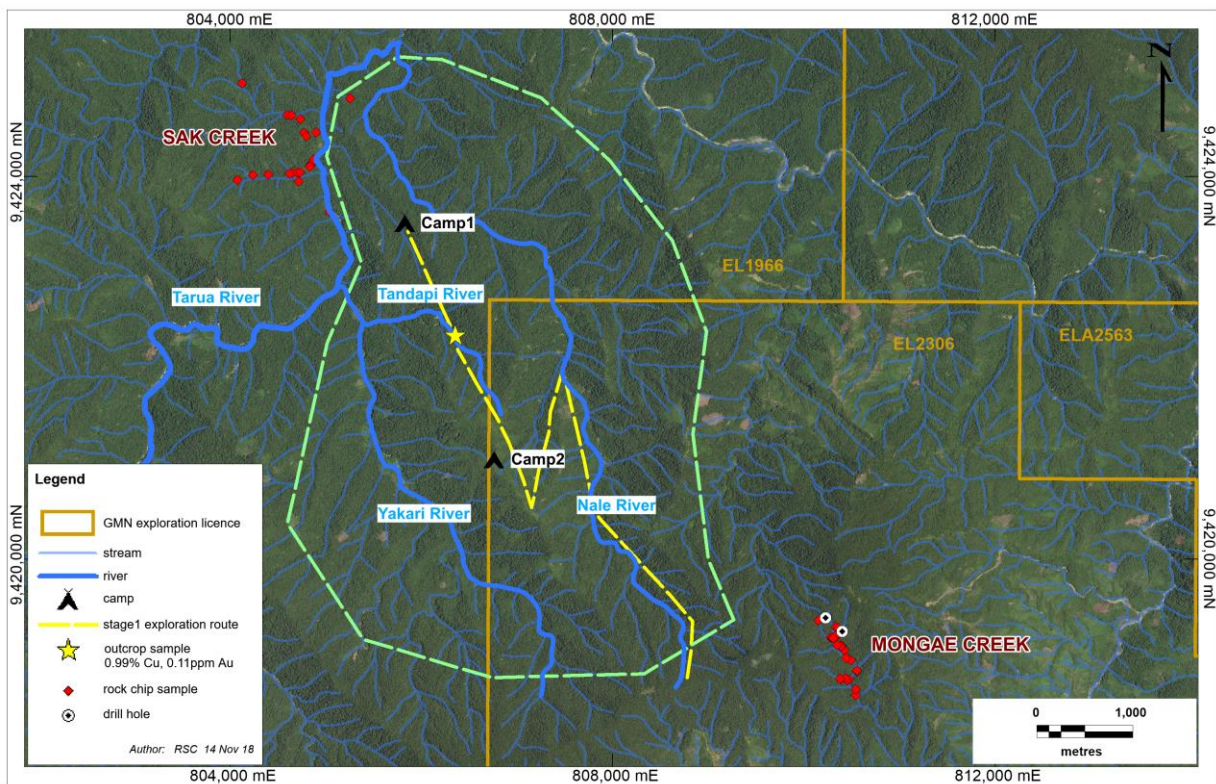 804,000 mE
808,000 mE
812,000 mE
N
SAK CREEK
9,424,000 mN
9,424,000 mN
Camp1
EL1966
Tarua River
Tandapi River
EL2306
ELA2563
Camp2
Yakari River
Nale River
9,420,000 mN
9,420,000 mN
MONGAE CREEK
Legend
GMN exploration licence
stream
river
camp
stage1 exploration route
outcrop sample
0.99% Cu, 0.11ppm Au
rock chip sample
drill hole
Author: RSC 14 Nov 18
0 1,000
metres
804,000 mE
808,000 mE
812,000 mE